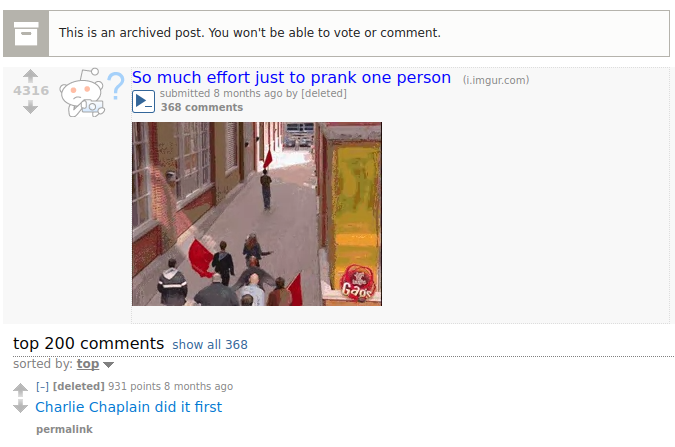 This is an archived post. You won't be able to vote or comment.
So much effort just to prank one person (i.imgur.com)
4316
submitted 8 months ago by [deleted]
368 comments
Gags
top 200 comments show all 368
sorted by: top
[–] [deleted] 931 points 8 months ago
Charlie Chaplain did it first
permalink